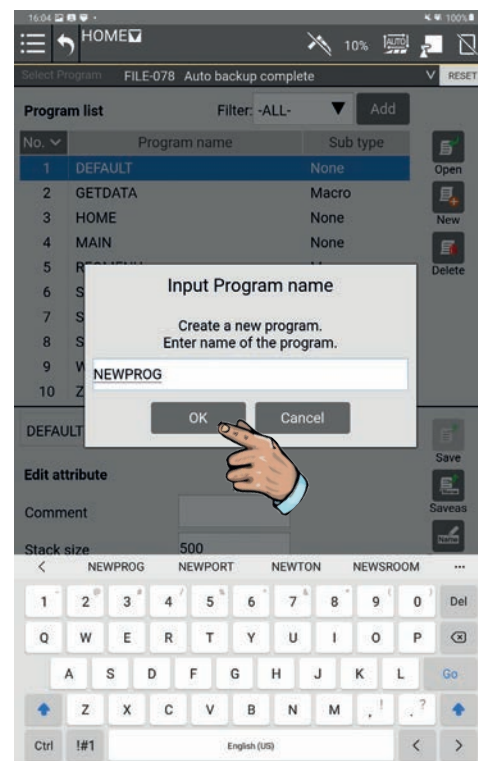 16:04 100%
HOME 10% AUTO
Select Program FILE-078 Auto backup complete RESET
Program list Filter: -ALL- Add
No. Program name Sub type
1 DEFAULT None
2 GETDATA Macro
3 HOME None
4 MAIN None
5
6 S
7 S
8 S
9 W
10 Z
Open
New
Delete
Input Program name
Create a new program.
Enter name of the program.
NEWPROG
OK Cancel
DEFAULT
Edit attribute
Comment
Stack size 500
Save
Saveas
NEWPROG NEWPORT NEWTON NEWSROOM ...
1 2 3 4 5 6 7 8 9 0 Del
Q W E R T Y U I O P
A S D F G H J K L Go
Z X C V B N M , ! . ?
Ctrl !#1 English (US) < >